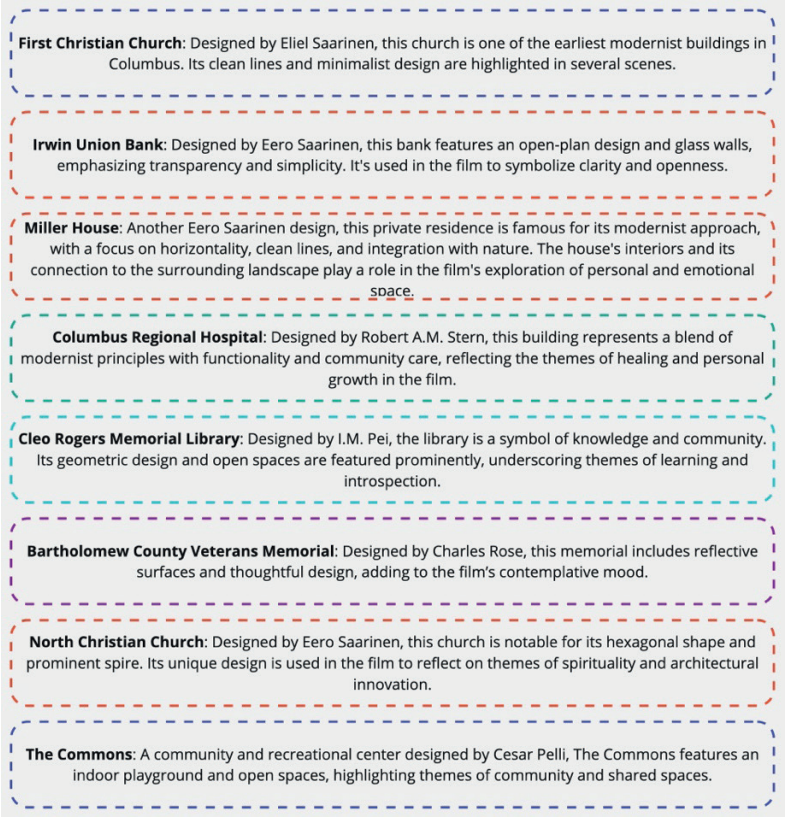 First Christian Church: Designed by Eliel Saarinen, this church is one of the earliest modernist buildings in
Columbus. Its clean lines and minimalist design are highlighted in several scenes.
Irwin Union Bank: Designed by Eero Saarinen, this bank features an open-plan design and glass walls,
emphasizing transparency and simplicity. It's used in the film to symbolize clarity and openness.
Miller House: Another Eero Saarinen design, this private residence is famous for its modernist approach,
with a focus on horizontality, clean lines, and integration with nature. The house's interiors and its
connection to the surrounding landscape play a role in the film's exploration of personal and emotional
space.
Columbus Regional Hospital: Designed by Robert A.M. Stern, this building represents a blend of
modernist principles with functionality and community care, reflecting the themes of healing and personal
growth in the film.
Cleo Rogers Memorial Library: Designed by I.M. Pei, the library is a symbol of knowledge and community.
Its geometric design and open spaces are featured prominently, underscoring themes of learning and
introspection.
Bartholomew County Veterans Memorial: Designed by Charles Rose, this memorial includes reflective
surfaces and thoughtful design, adding to the film’s contemplative mood.
North Christian Church: Designed by Eero Saarinen, this church is notable for its hexagonal shape and
prominent spire. Its unique design is used in the film to reflect on themes of spirituality and architectural
innovation.
The Commons: A community and recreational center designed by Cesar Pelli, The Commons features an
indoor playground and open spaces, highlighting themes of community and shared spaces.